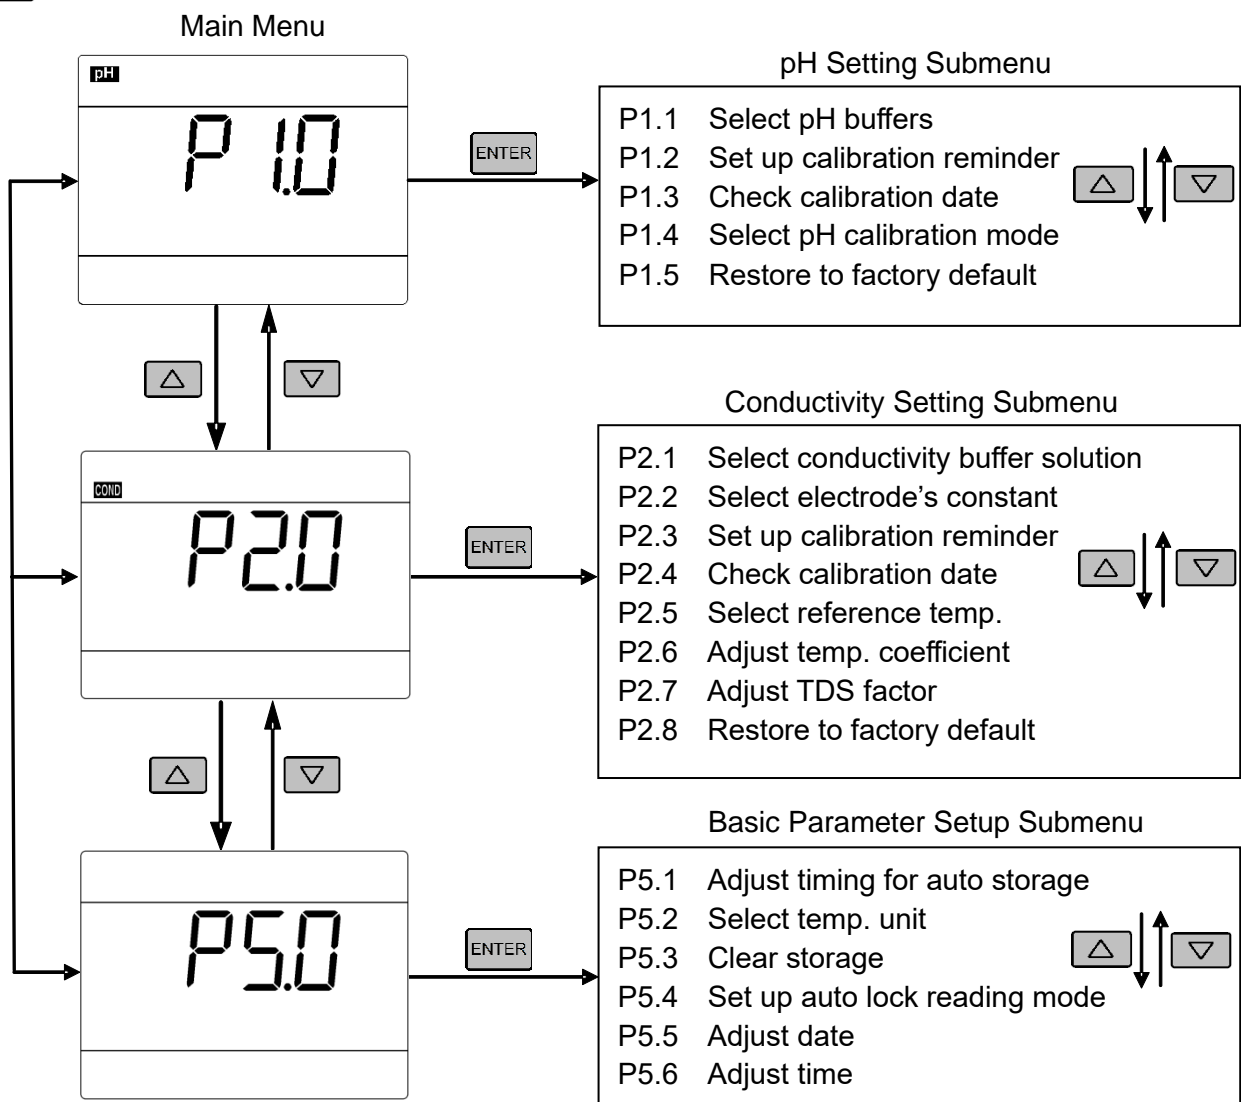 Main Menu
pH
P1.0
ENTER
pH Setting Submenu
P1.1 Select pH buffers
P1.2 Set up calibration reminder
P1.3 Check calibration date
P1.4 Select pH calibration mode
P1.5 Restore to factory default
COND
P2.0
ENTER
Conductivity Setting Submenu
P2.1 Select conductivity buffer solution
P2.2 Select electrode’s constant
P2.3 Set up calibration reminder
P2.4 Check calibration date
P2.5 Select reference temp.
P2.6 Adjust temp. coefficient
P2.7 Adjust TDS factor
P2.8 Restore to factory default
P5.0
ENTER
Basic Parameter Setup Submenu
P5.1 Adjust timing for auto storage
P5.2 Select temp. unit
P5.3 Clear storage
P5.4 Set up auto lock reading mode
P5.5 Adjust date
P5.6 Adjust time